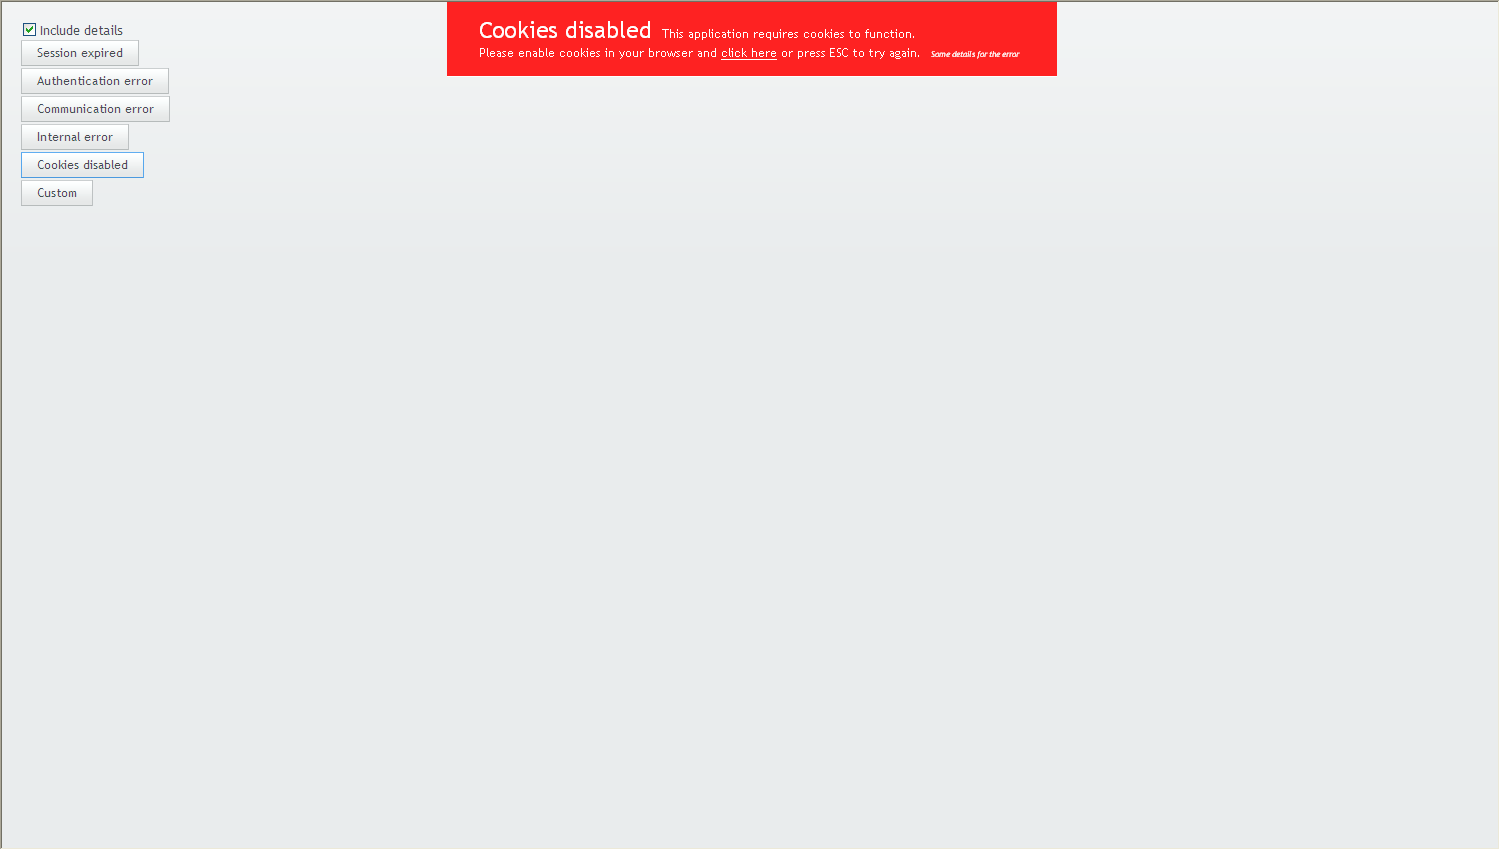 Include details
Session expired
Authentication error
Communication error
Internal error
Cookies disabled
Custom
Cookies disabled This application requires cookies to function.
Please enable cookies in your browser and click here or press ESC to try again. Some details for the error